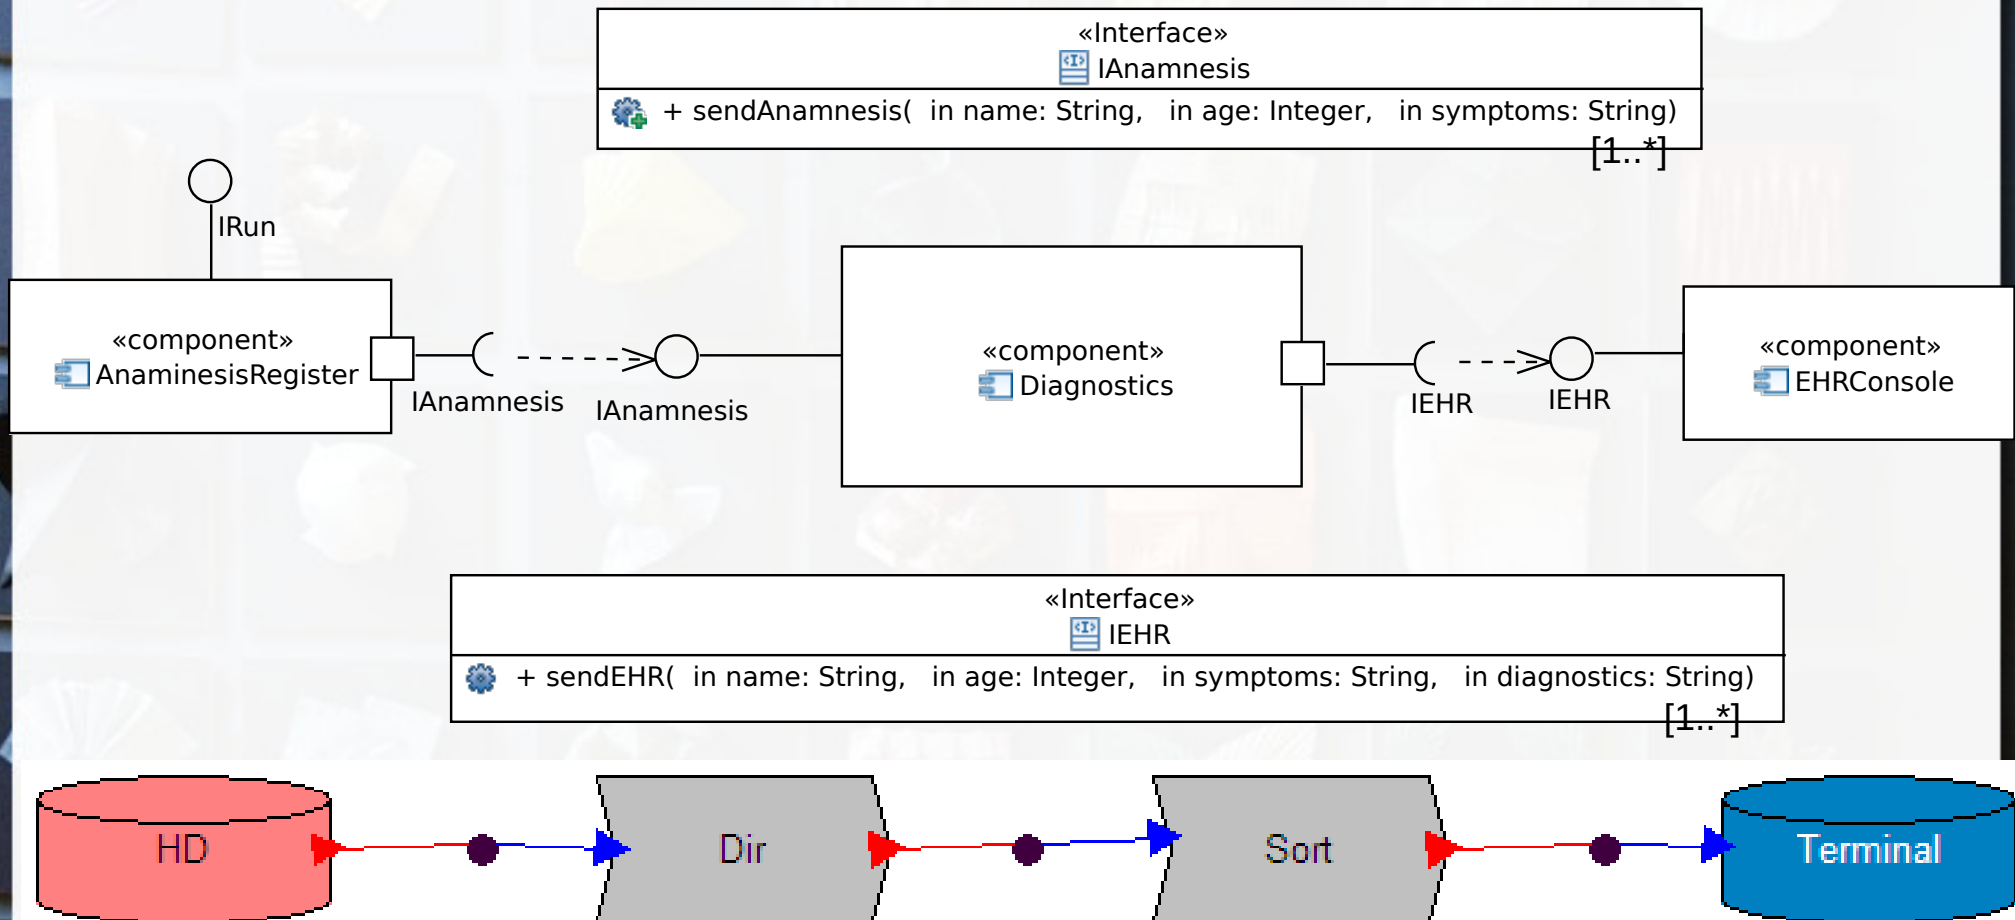 «Interface»
IAnamnesis
+ sendAnamnesis( in name: String, in age: Integer, in symptoms: String)
[1..*]
IRun
«component»
AnaminesisRegister
IAnamnesis
IAnamnesis
«component»
Diagnostics
IEHR
IEHR
«component»
EHRConsole
«Interface»
IEHR
+ sendEHR( in name: String, in age: Integer, in symptoms: String, in diagnostics: String)
[1..*]
HD
Dir
Sort
Terminal